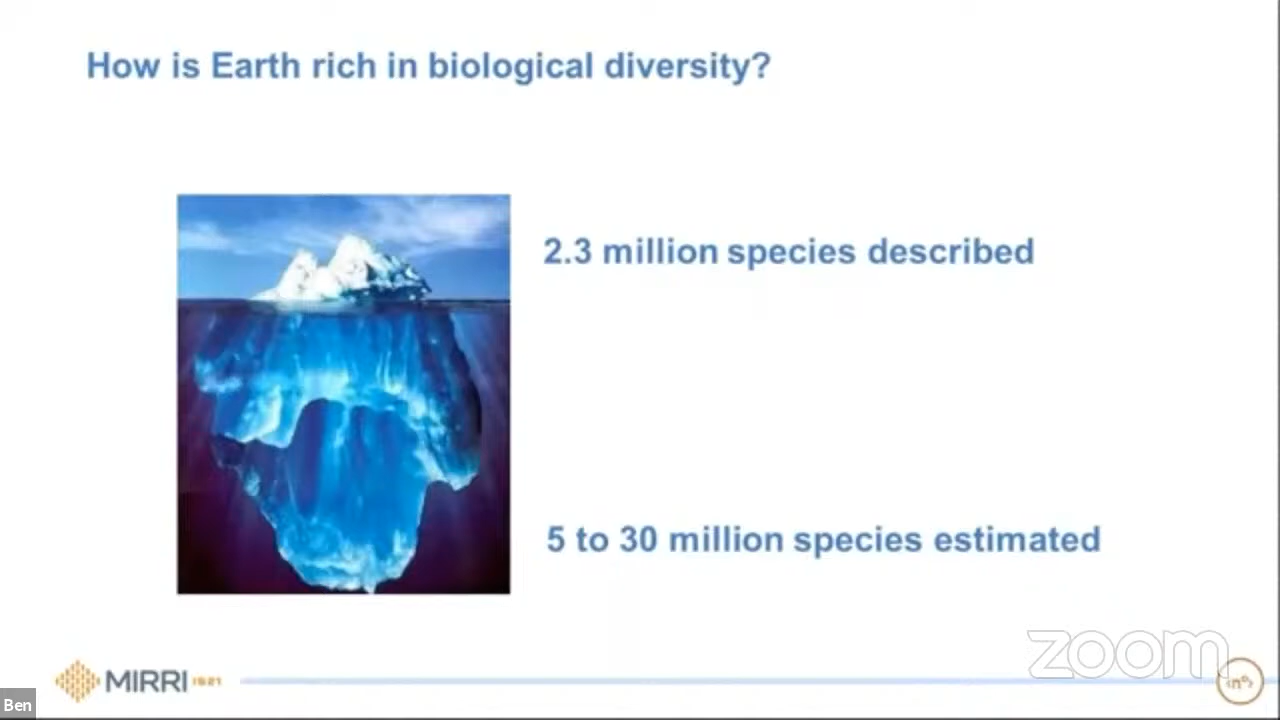 How is Earth rich in biological diversity?
2.3 million species described
5 to 30 million species estimated
zoom
MIRRI IS21
Ben